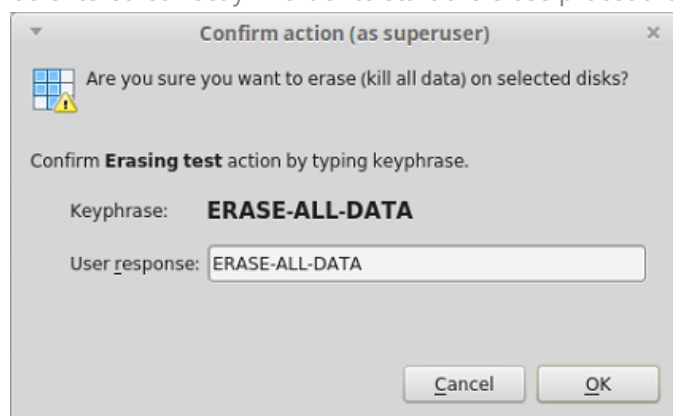 Confirm action (as superuser)
Are you sure you want to erase (kill all data) on selected disks?
Confirm Erasing test action by typing keyphrase.
Keyphrase: ERASE-ALL-DATA
User response: ERASE-ALL-DATA
Cancel OK